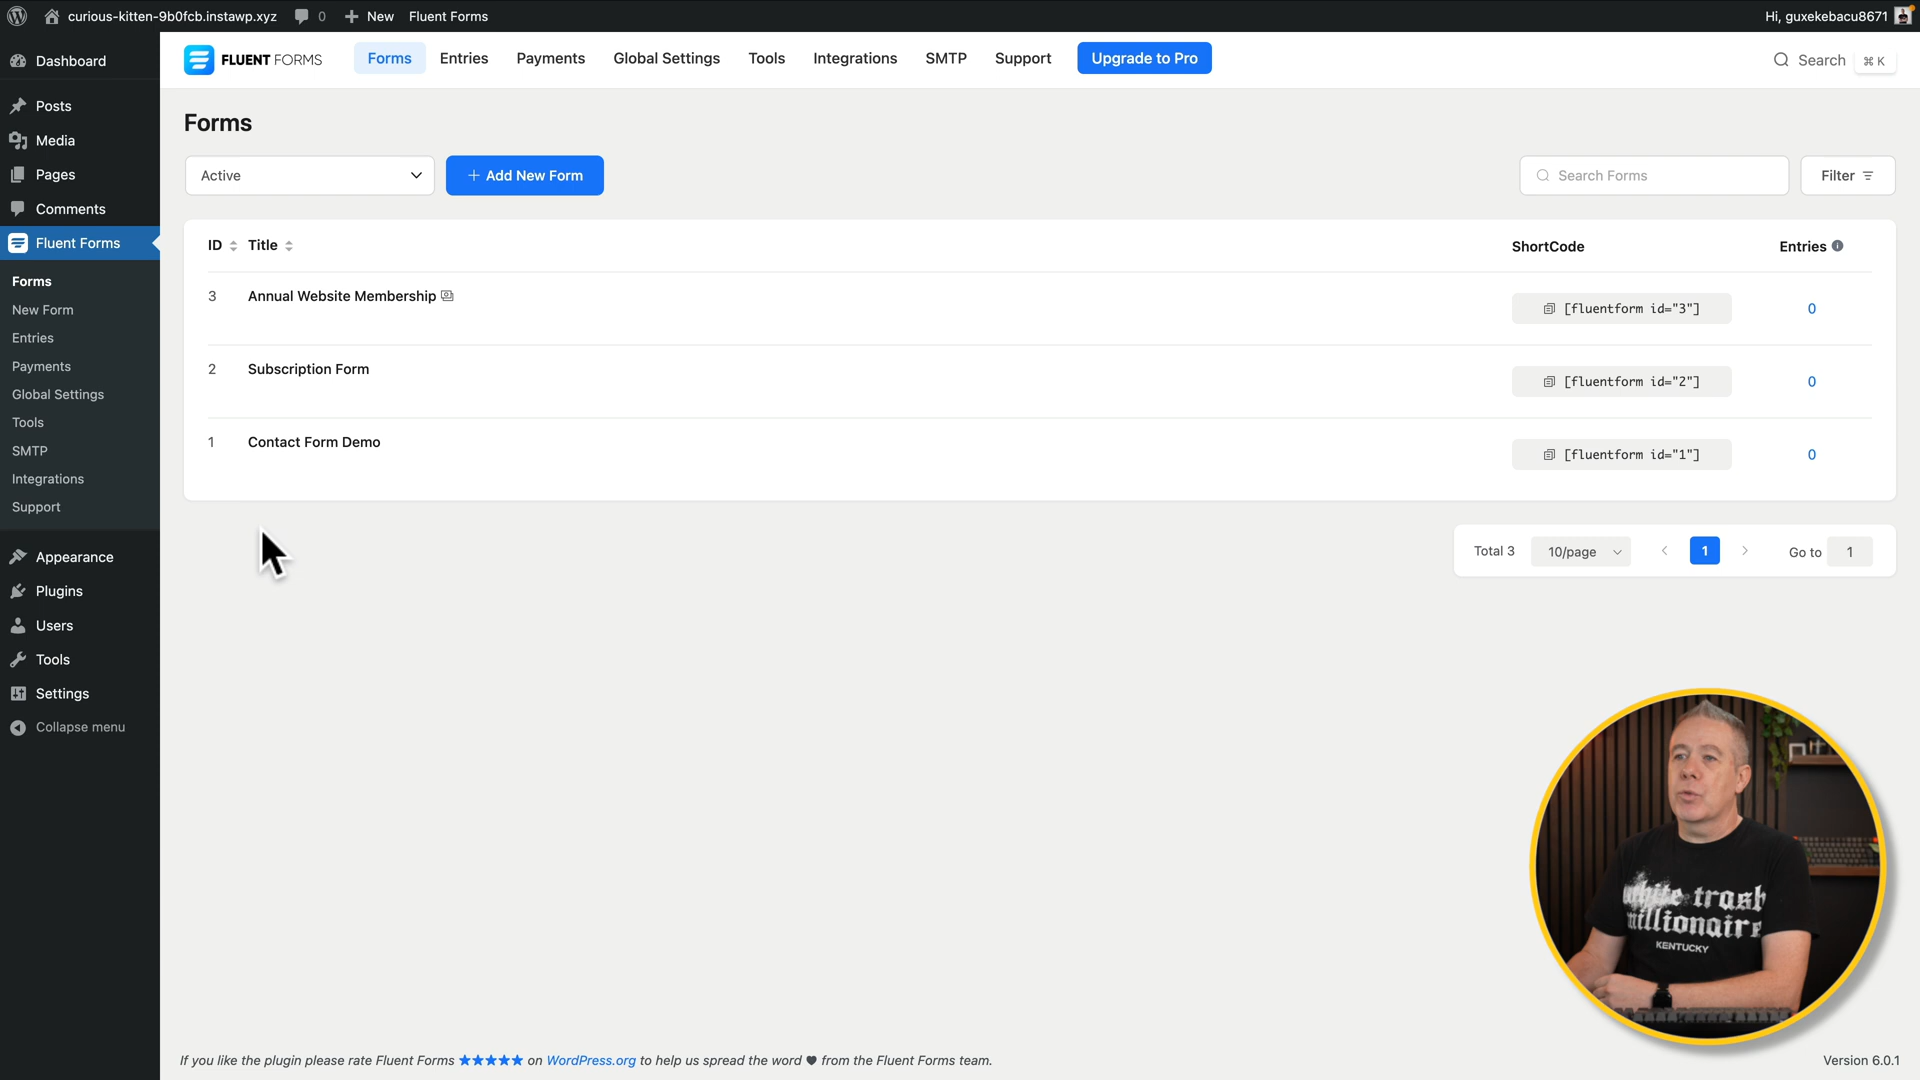 curious-kitten-9b0fcb.instawp.xyz 0 New Fluent Forms Hi, guxekebacu8671
Dashboard
Posts
Media
Pages
Comments
Fluent Forms
Forms
New Form
Entries
Payments
Global Settings
Tools
SMTP
Integrations
Support
Appearance
Plugins
Users
Tools
Settings
Collapse menu
FLUENT FORMS Forms Entries Payments Global Settings Tools Integrations SMTP Support Upgrade to Pro Search ⌘ K
Forms
Active + Add New Form Search Forms Filter
ID Title ShortCode Entries
3 Annual Website Membership [fluentform id="3"] 0
2 Subscription Form [fluentform id="2"] 0
1 Contact Form Demo [fluentform id="1"] 0
Total 3 10/page 1 Go to 1
white trash
millionaire
KENTUCKY
If you like the plugin please rate Fluent Forms ★★★★★ on WordPress.org to help us spread the word ♥ from the Fluent Forms team. Version 6.0.1